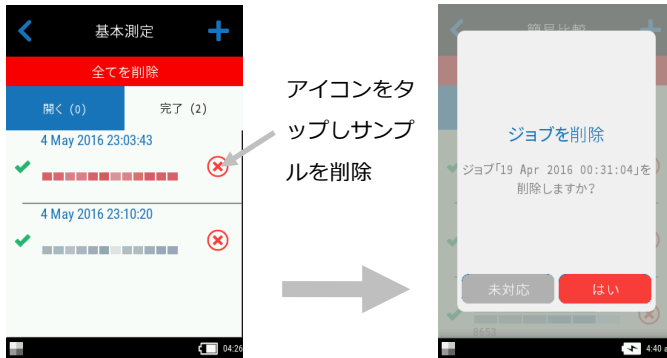 基本測定
全てを削除
開く (0)
完了 (2)
4 May 2016 23:03:43
4 May 2016 23:10:20
04:26
アイコンをタ
ップしサンプ
ルを削除
簡易比較
ジョブを削除
ジョブ「19 Apr 2016 00:31:04」を
削除しますか?
未対応
はい
8653
4:40 a